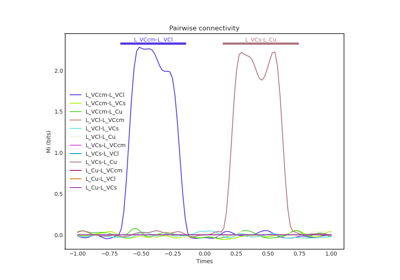 Pairwise connectivity
L_VCcm-L_VCl
L_VCs-L_Cu
2.0
1.5
1.0
0.5
0.0
MI (bits)
L_VCcm-L_VCl
L_VCcm-L_VCs
L_VCcm-L_Cu
L_VCl-L_VCcm
L_VCl-L_VCs
L_VCl-L_Cu
L_VCs-L_VCcm
L_VCs-L_VCl
L_VCs-L_Cu
L_Cu-L_VCcm
L_Cu-L_VCl
L_Cu-L_VCs
−1.00 −0.75 −0.50 −0.25 0.00 0.25 0.50 0.75 1.00
Times